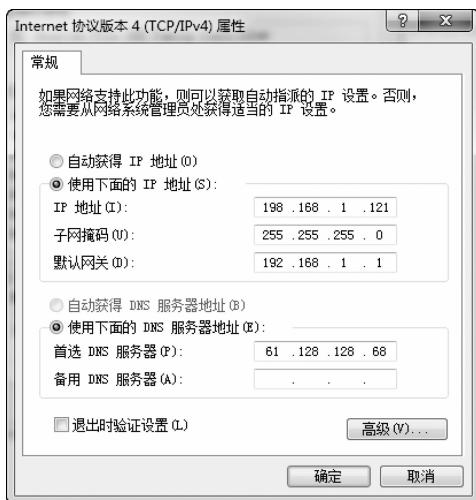 Internet 协议版本 4 (TCP/IPv4) 属性
常规
如果网络支持此功能，则可以获取自动指派的 IP 设置。否则，
您需要从网络系统管理员处获得适当的 IP 设置。
自动获得 IP 地址(O)
使用下面的 IP 地址(S):
IP 地址(I): 198 .168 . 1 .121
子网掩码(U): 255 .255 .255 . 0
默认网关(D): 192 .168 . 1 . 1
自动获得 DNS 服务器地址(B)
使用下面的 DNS 服务器地址(E):
首选 DNS 服务器(P): 61 .128 .128 . 68
备用 DNS 服务器(A): . . .
退出时验证设置(L)
高级(V)...
确定
取消